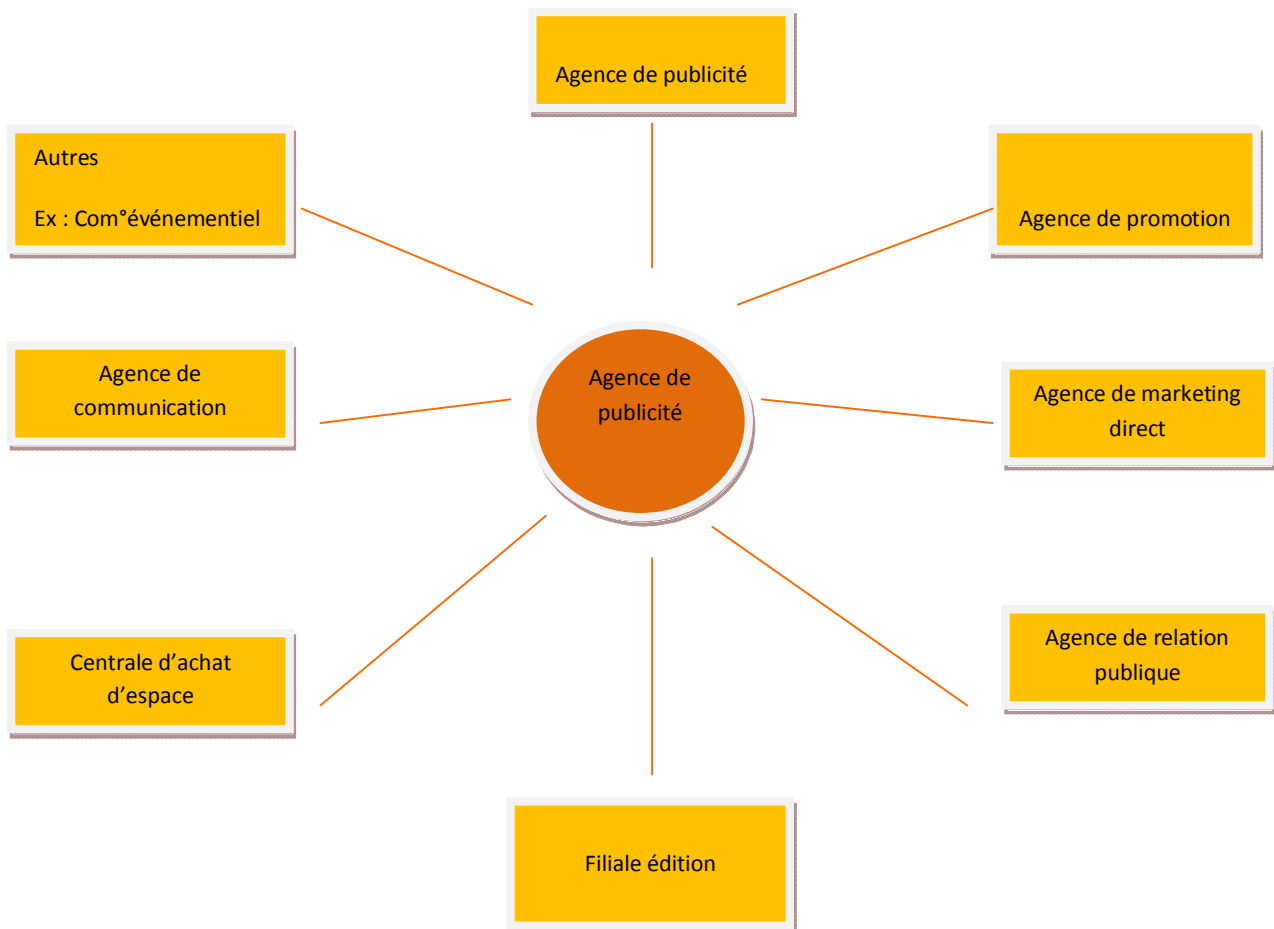 Agence de publicité
Autres
Ex : Com°événementiel
Agence de promotion
Agence de
communication
Agence de
publicité
Agence de marketing
direct
Centrale d’achat
d’espace
Agence de relation
publique
Filiale édition